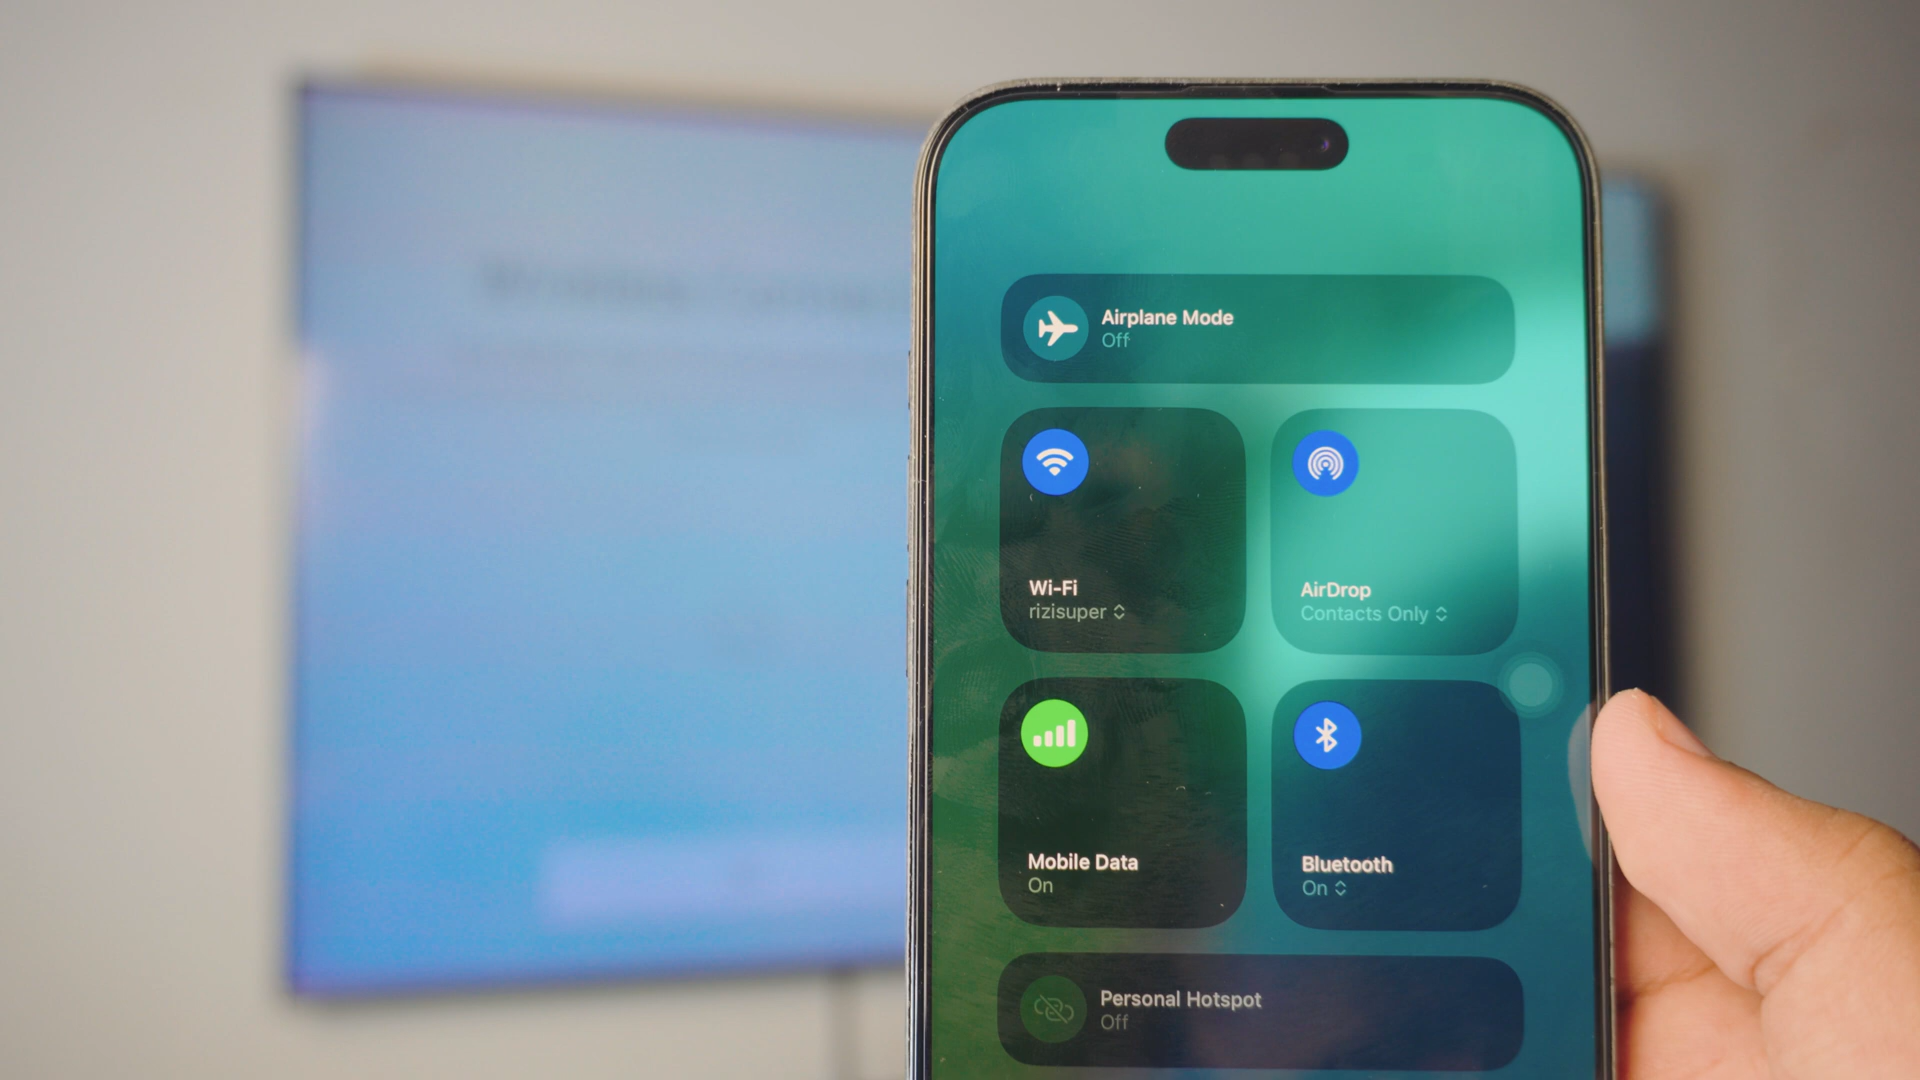 Airplane Mode
Off
Wi-Fi
rizisuper
AirDrop
Contacts Only
Mobile Data
On
Bluetooth
On
Personal Hotspot
Off